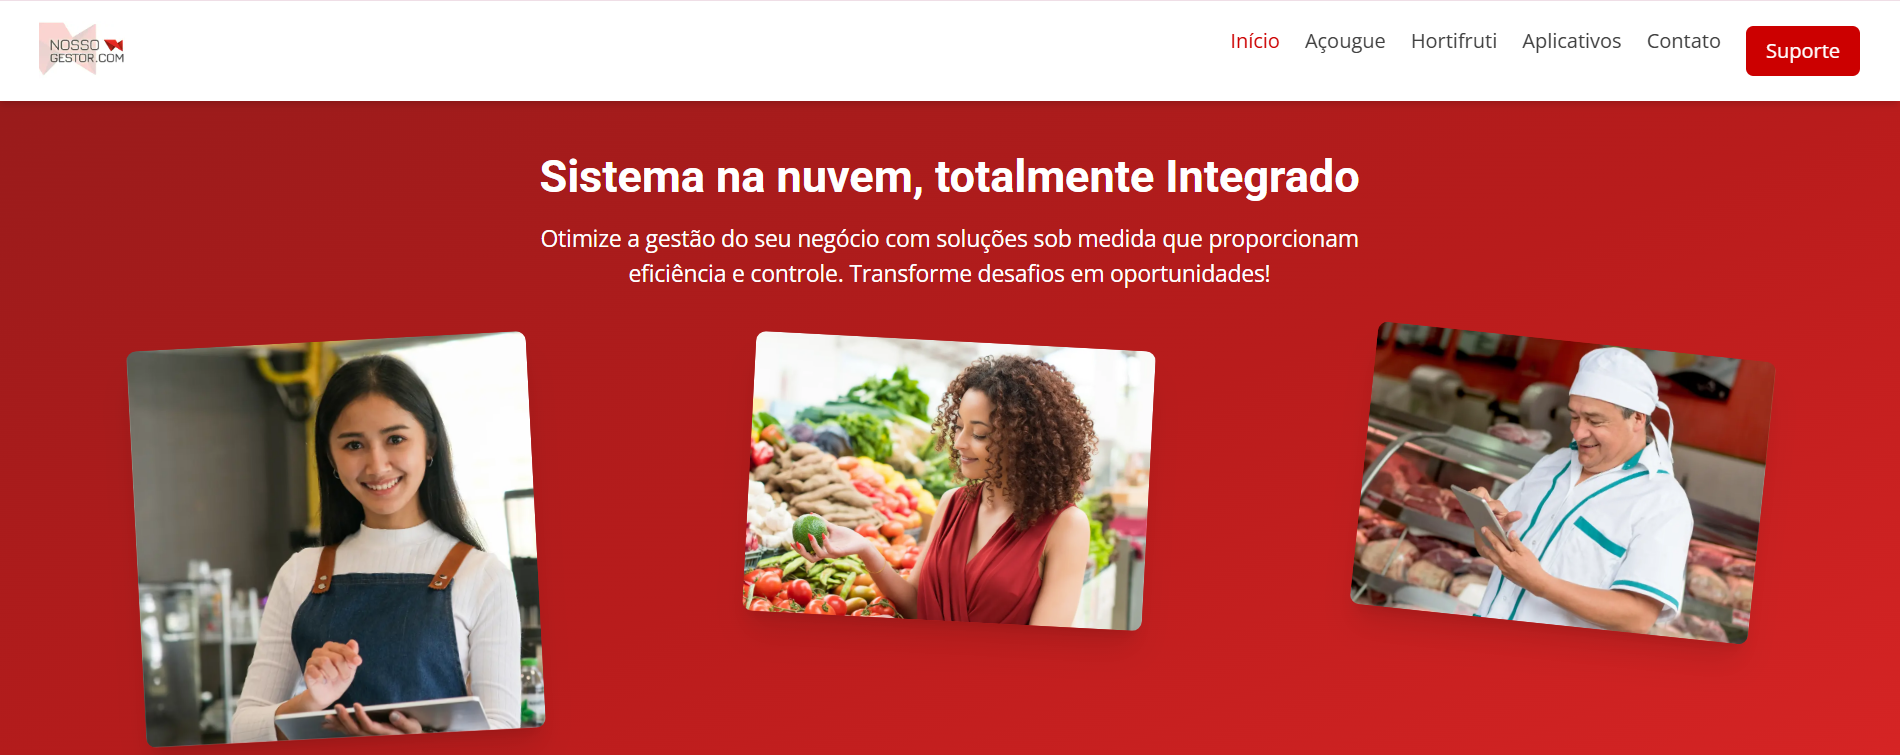 NOSSO
GESTOR.COM
Início
Açougue
Hortifruti
Aplicativos
Contato
Suporte
Sistema na nuvem, totalmente Integrado
Otimize a gestão do seu negócio com soluções sob medida que proporcionam
eficiência e controle. Transforme desafios em oportunidades!